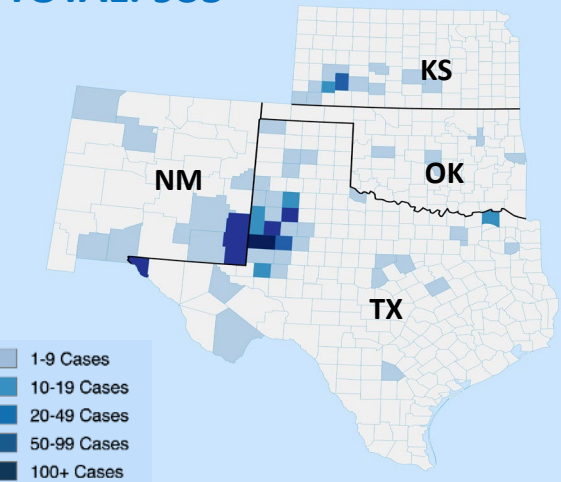 KS
OK
NM
TX
1-9 Cases
10-19 Cases
20-49 Cases
50-99 Cases
100+ Cases